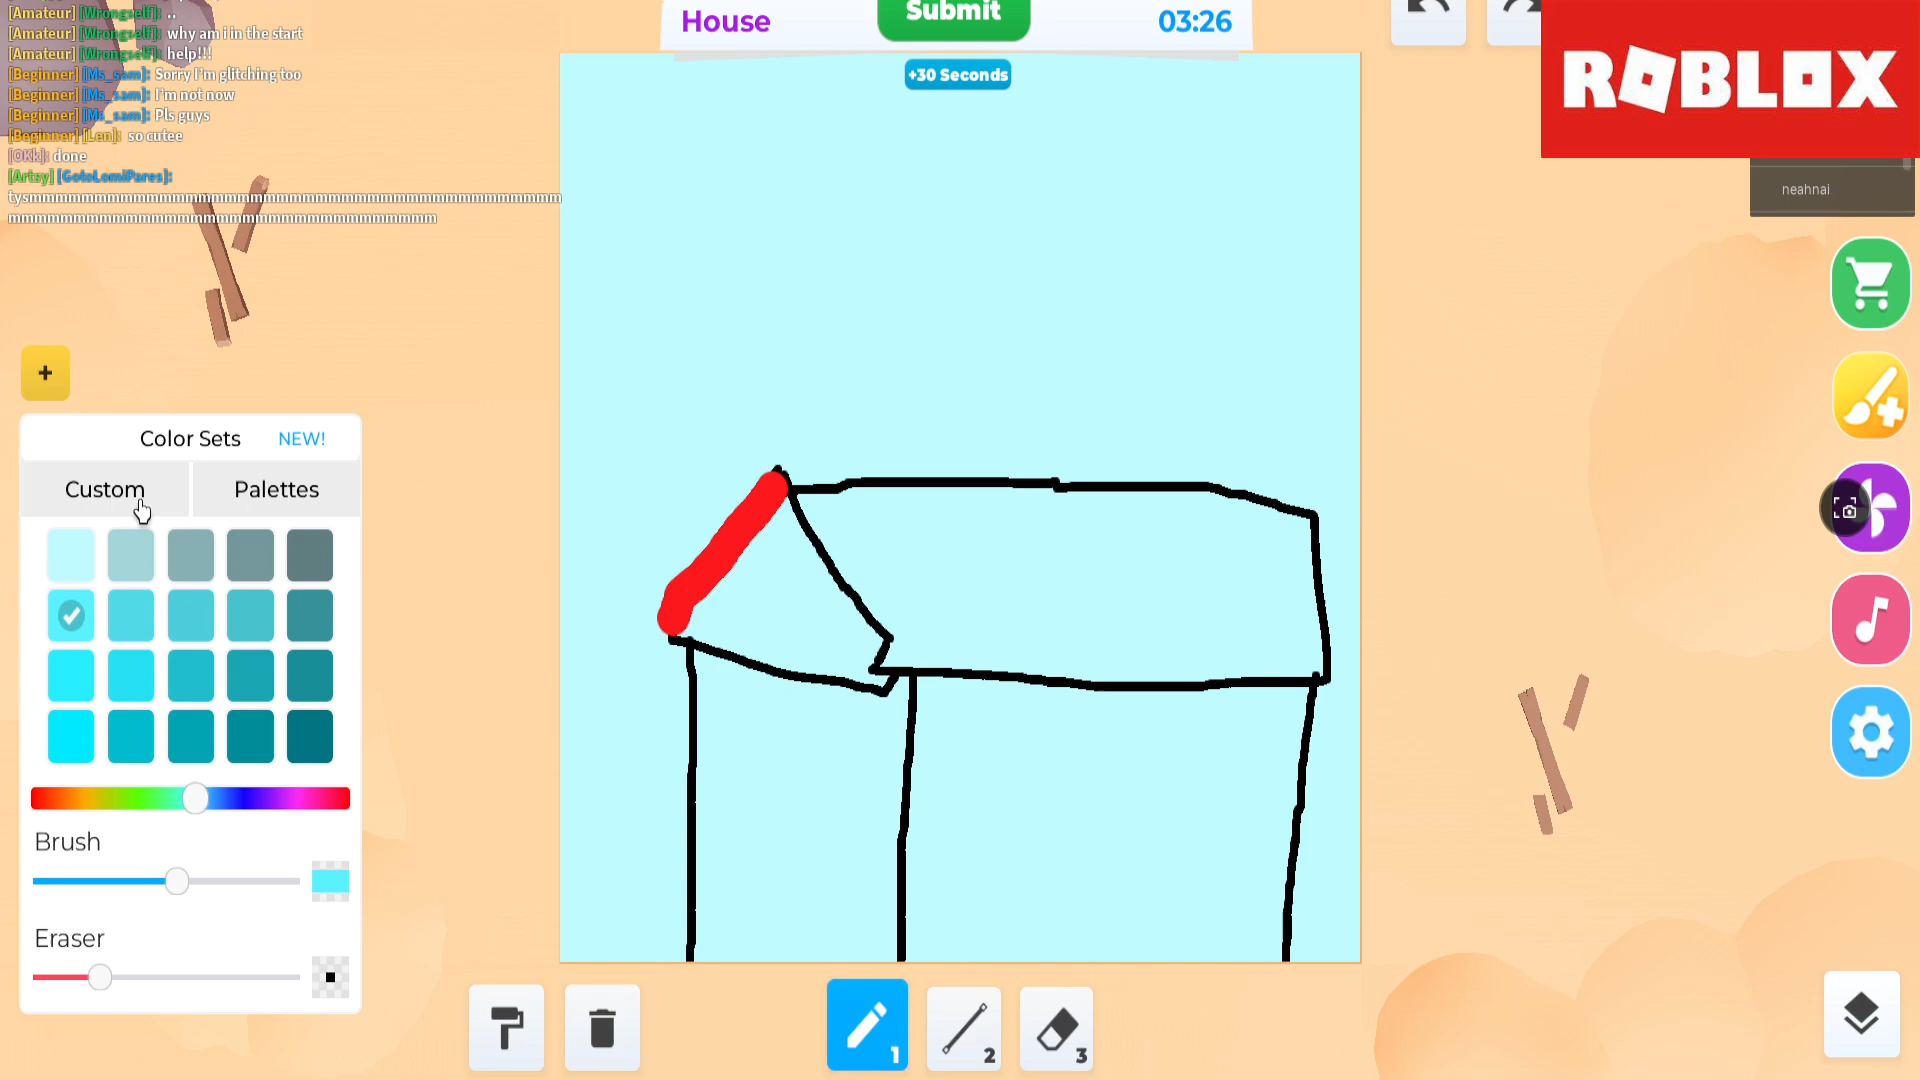 [Amateur] [Wrongself]: ..
[Amateur] [Wrongself]: why am i in the start
[Amateur] [Wrongself]: help!!!
[Beginner] [Ms_sam]: Sorry I'm glitching too
[Beginner] [Ms_sam]: I'm not now
[Beginner] [Ms_sam]: Pls guys
[Beginner] [Len]: so cutee
[OKk]: done
[Artsy] [GotoLomiPares]:
House
Submit
03:26
+30 Seconds
ROBLOX
neahnai
+
Color Sets NEW!
Custom
Palettes
Brush
Eraser
1
2
3